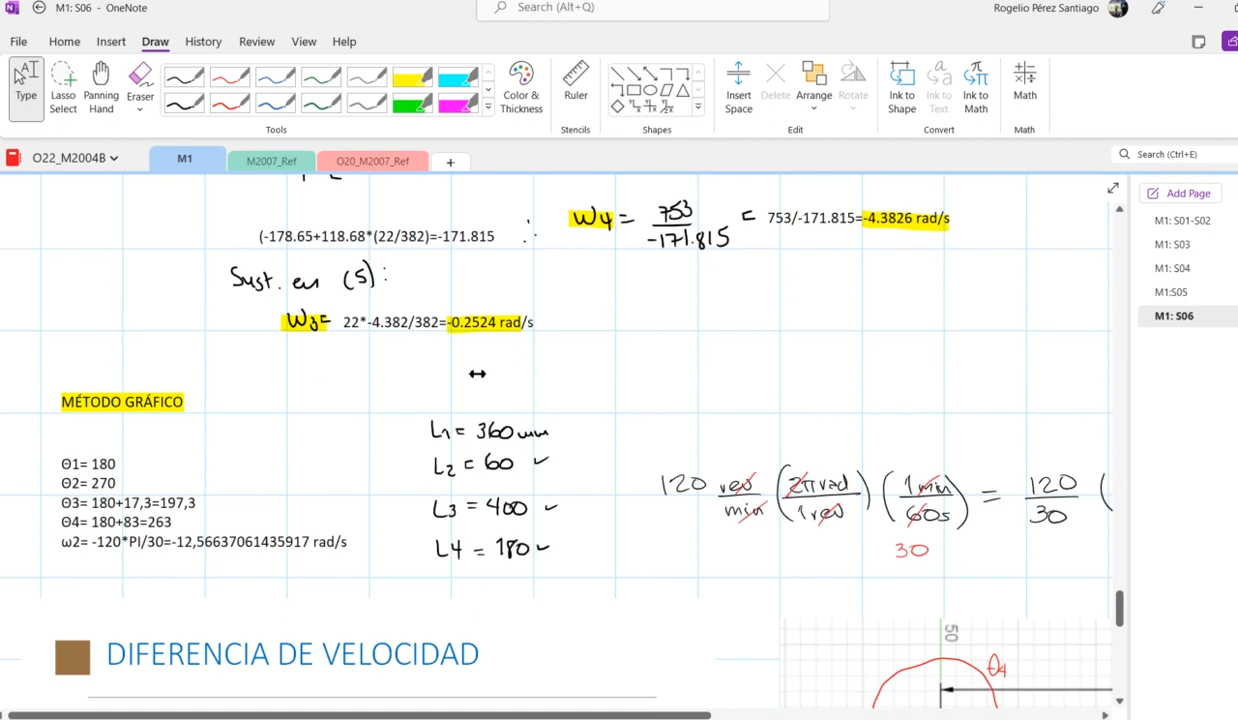 M1: S06 - OneNote
Search (Alt+Q)
Rogelio Pérez Santiago
File Home Insert Draw History Review View Help
Type
Lasso Select
Panning Hand
Eraser
Color & Thickness
Ruler
Insert Space
Delete
Arrange
Rotate
Ink to Shape
Ink to Text
Ink to Math
Math
Tools
Stencils
Shapes
Edit
Convert
Math
O22_M2004B
M1
M2007_Ref
O20_M2007_Ref
+
Search (Ctrl+E)
Add Page
M1: S01-S02
M1: S03
M1: S04
M1:S05
M1: S06
(-178.65+118.68*(22/382)=-171.815
∴ W4 = 753/-171.815 = 753/-171.815=-4.3826 rad/s
Sust. en (5):
W3= 22*-4.382/382=-0.2524 rad/s
MÉTODO GRÁFICO
Θ1= 180
Θ2= 270
Θ3= 180+17,3=197,3
Θ4= 180+83=263
ω2= -120*PI/30=-12,56637061435917 rad/s
L1 = 360mm
L2 = 60 ✓
L3 = 400 ✓
L4 = 180 ✓
120 rev/min (2π rad/1 rev) (1min/60s) = 120/30 (
30
DIFERENCIA DE VELOCIDAD
50
θ4